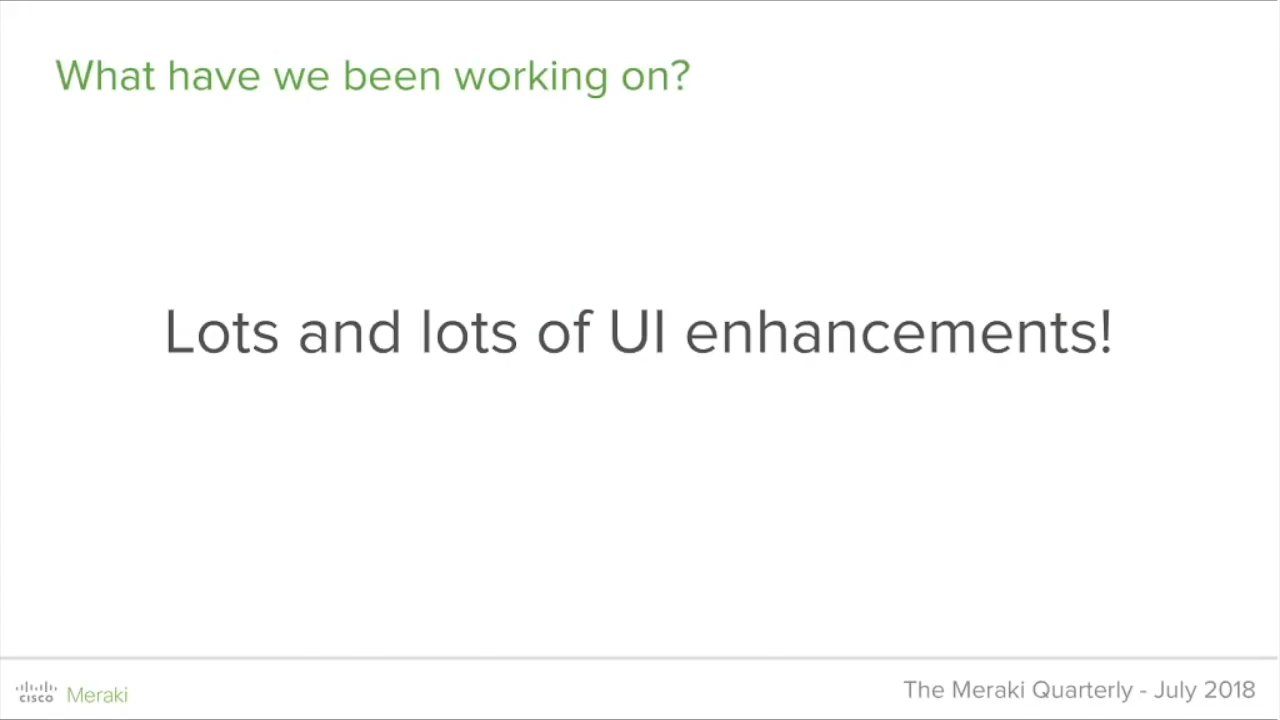 What have we been working on?
Lots and lots of UI enhancements!
CISCO Meraki
The Meraki Quarterly - July 2018